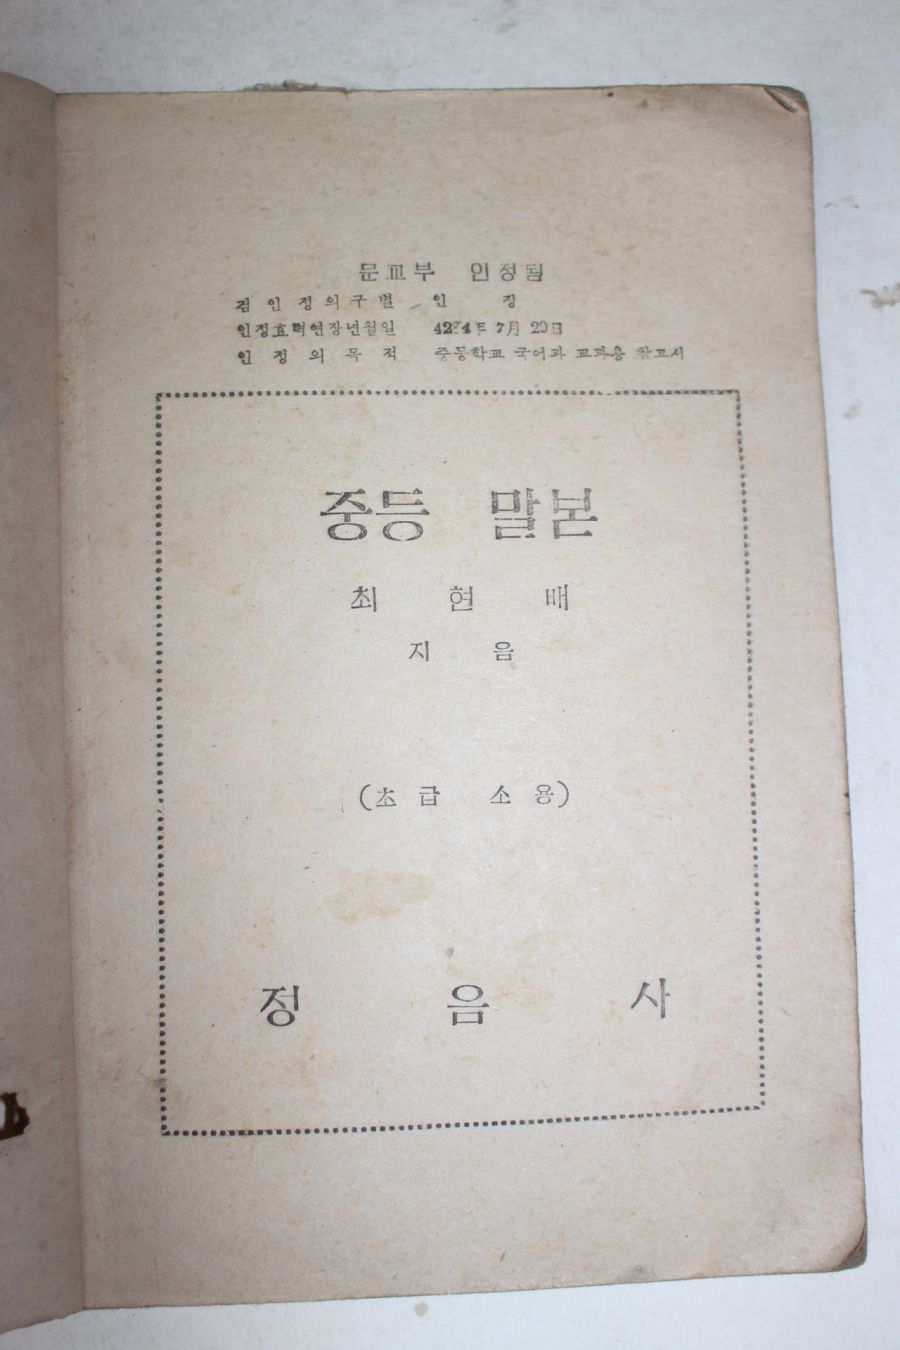 문교부 인정필
검인정의구별 인정
인정효력연장년월일 4284年 7月 20日
인정의목적 중등학교 국어과 교과용 참고서
중등 말본
최현배
지음
(초급 소용)
정음사